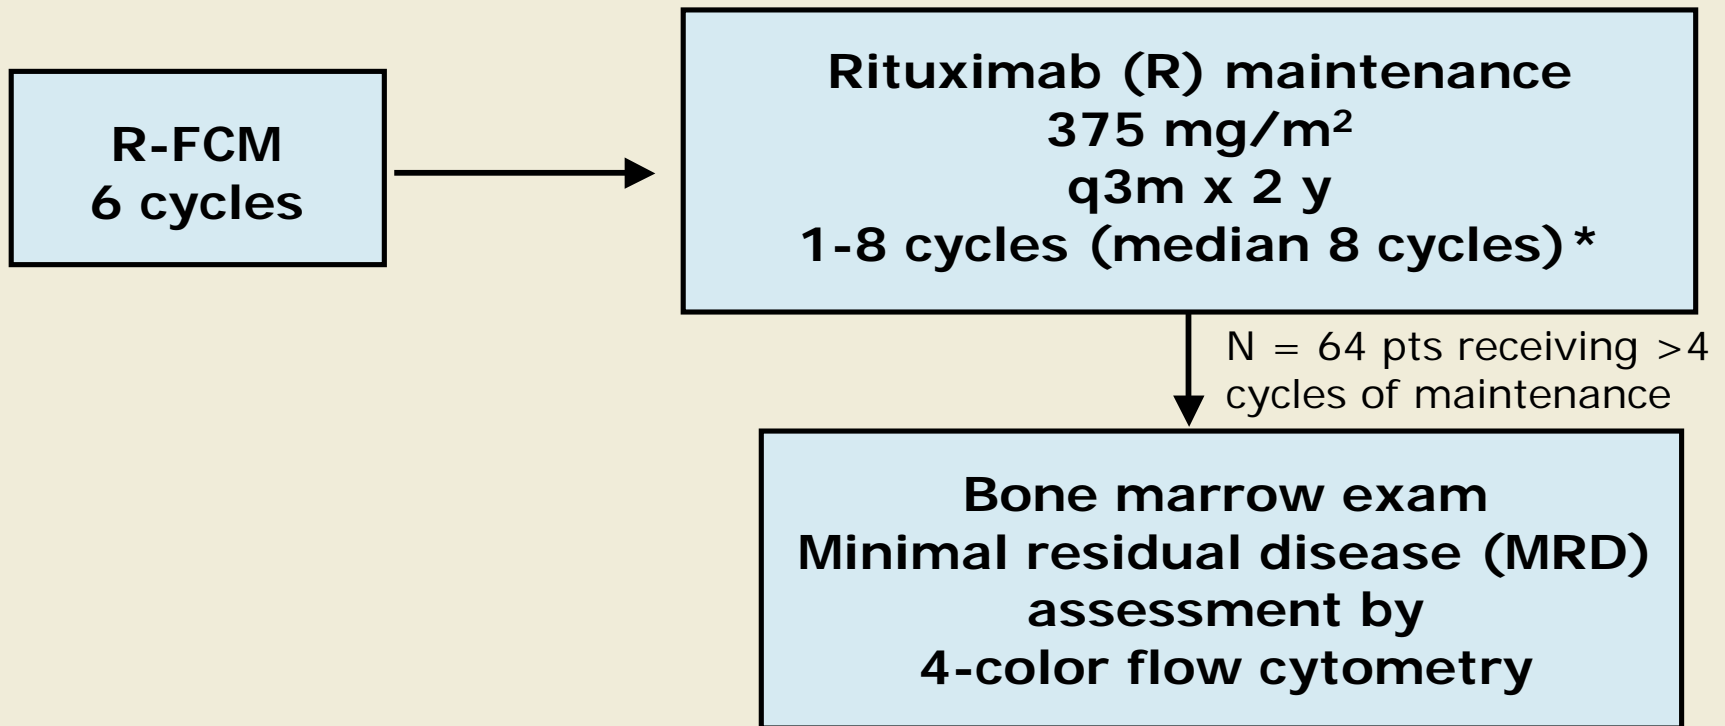 R-FCM
6 cycles
Rituximab (R) maintenance
375 mg/m²
q3m x 2 y
1-8 cycles (median 8 cycles)*
N = 64 pts receiving >4
cycles of maintenance
Bone marrow exam
Minimal residual disease (MRD)
assessment by
4-color flow cytometry